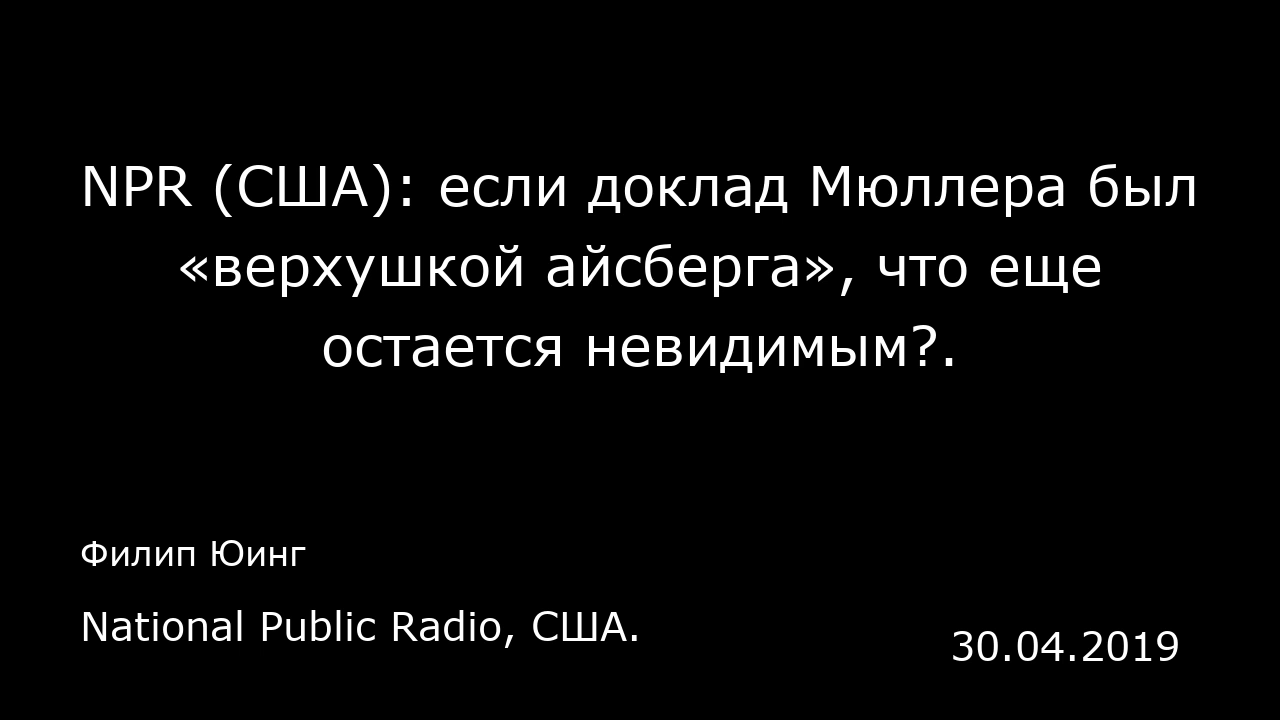 NPR (США): если доклад Мюллера был
«верхушкой айсберга», что еще
остается невидимым?.
Филип Юинг
National Public Radio, США.
30.04.2019